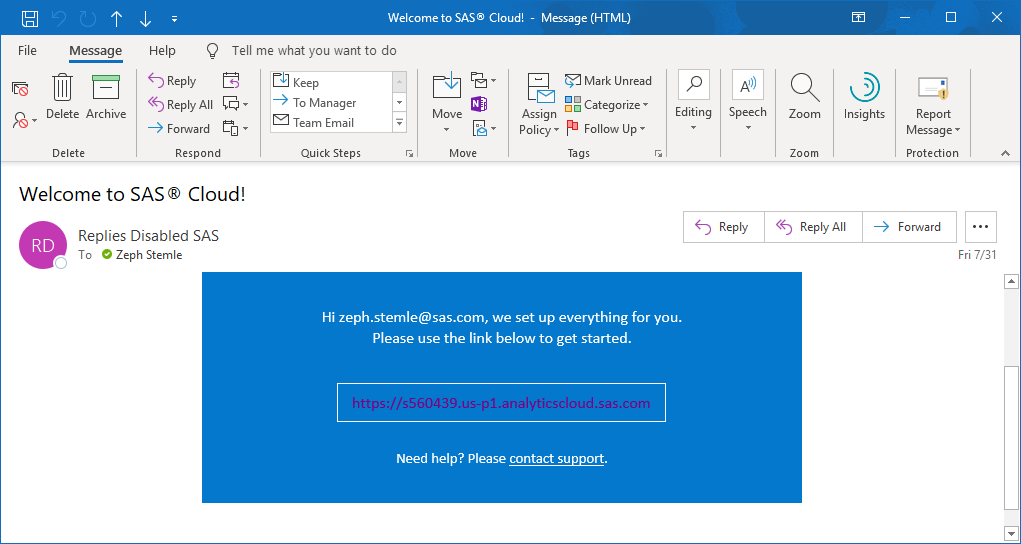 Welcome to SAS® Cloud! - Message (HTML)
File Message Help Tell me what you want to do
Delete Archive
Delete
Reply
Reply All
Forward
Respond
Keep
To Manager
Team Email
Quick Steps
Move
Move
Assign Policy
Mark Unread
Categorize
Follow Up
Tags
Editing
Speech
Zoom
Zoom
Insights
Report Message
Protection
Welcome to SAS® Cloud!
RD
Replies Disabled SAS
To Zeph Stemle
Reply Reply All Forward
Fri 7/31
Hi zeph.stemle@sas.com, we set up everything for you.
Please use the link below to get started.
https://s560439.us-p1.analyticscloud.sas.com
Need help? Please contact support.